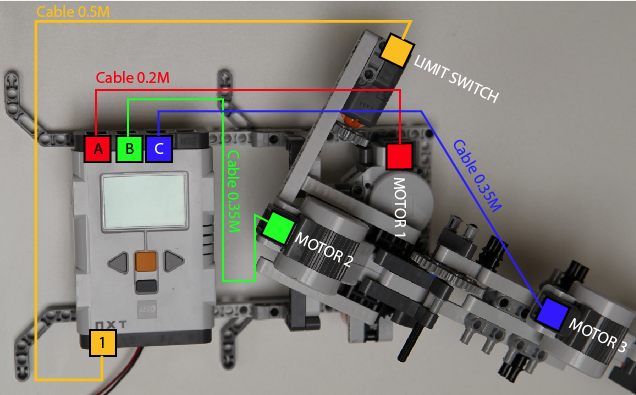 Cable 0.5M
LIMIT SWITCH
Cable 0.2M
A
B
C
Cable 0.35M
Cable 0.35M
MOTOR 1
MOTOR 2
MOTOR 3
NXT
1